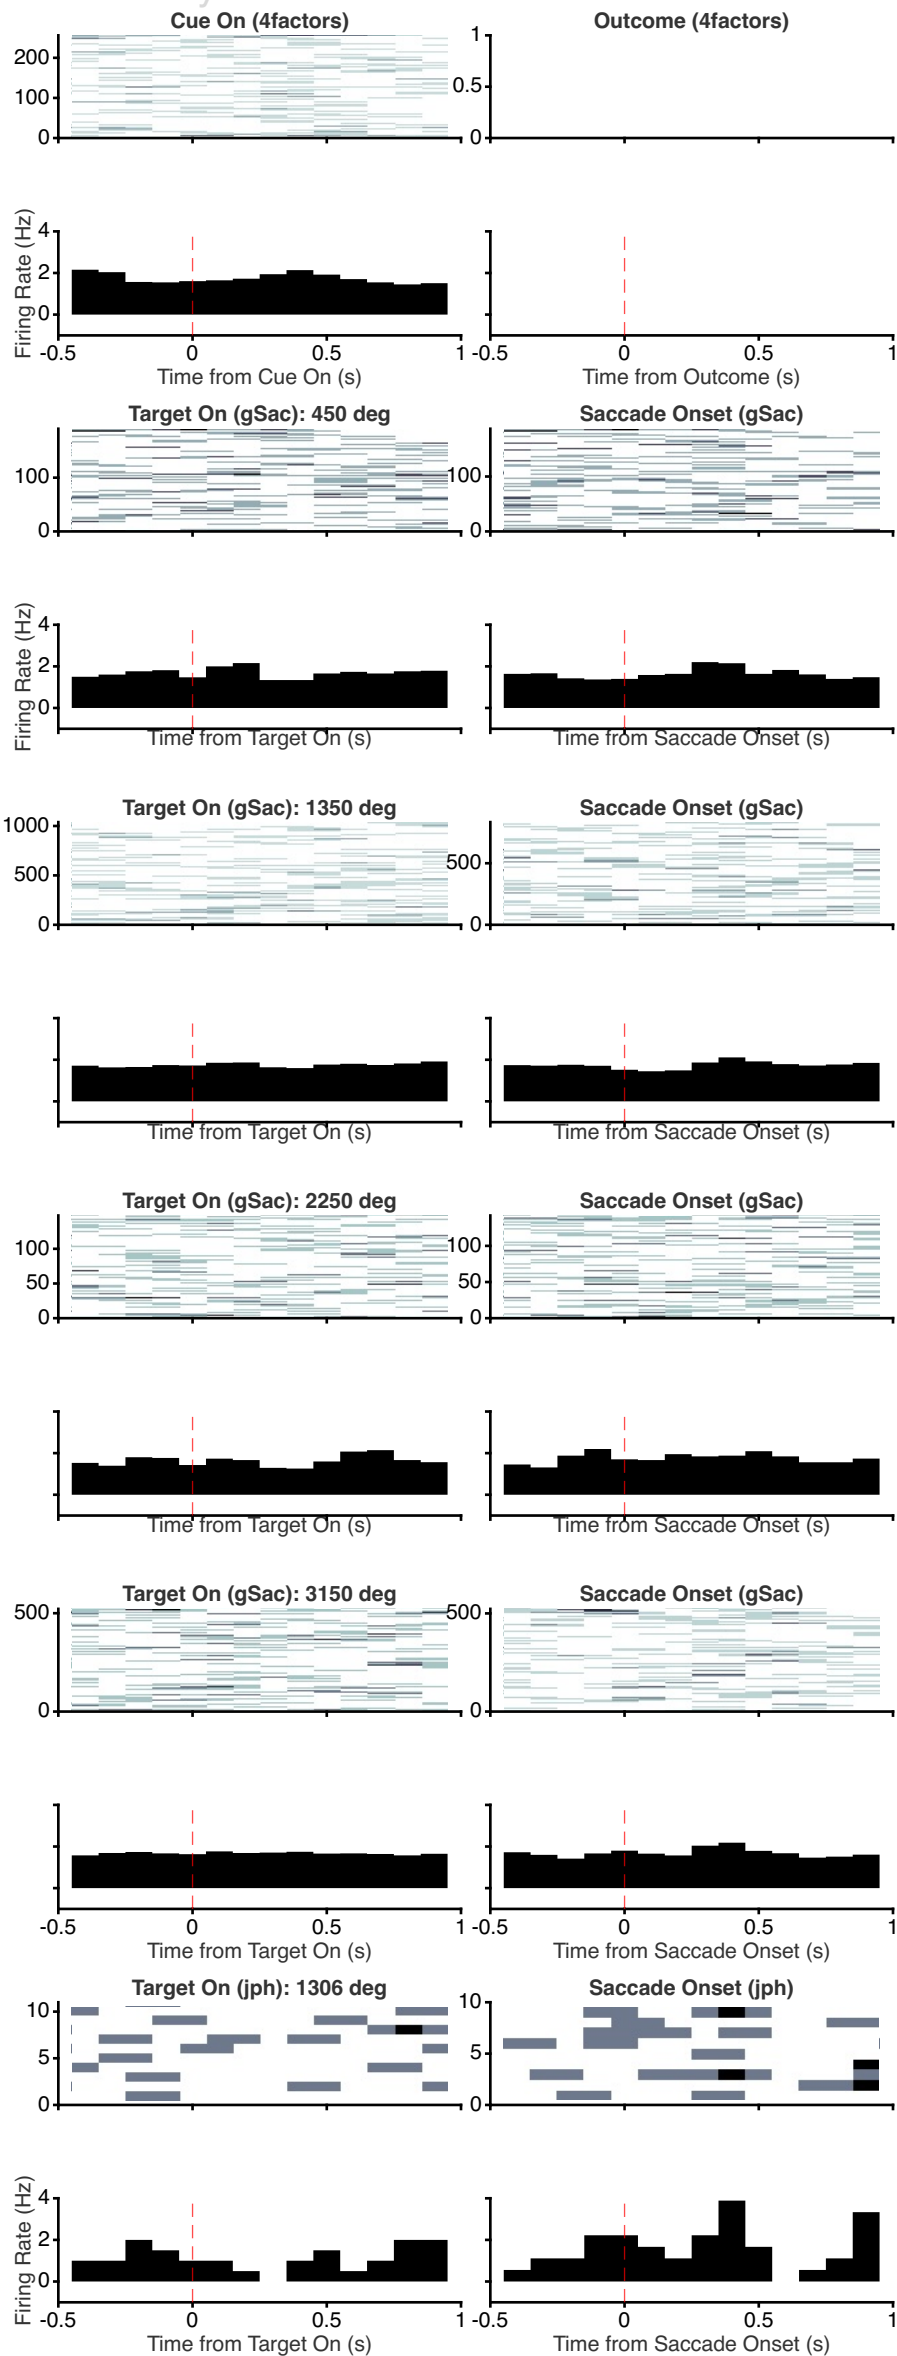 Cue On (4factors) Outcome (4factors)
200
100
0
1
0.5
0
Firing Rate (Hz)
4
2
0
-0.5 0 0.5 1 -0.5 0 0.5 1
Time from Cue On (s) Time from Outcome (s)
Target On (gSac): 450 deg Saccade Onset (gSac)
100
0
100
0
Firing Rate (Hz)
4
2
0
Time from Target On (s) Time from Saccade Onset (s)
Target On (gSac): 1350 deg Saccade Onset (gSac)
1000
500
0
500
0
Time from Target On (s) Time from Saccade Onset (s)
Target On (gSac): 2250 deg Saccade Onset (gSac)
100
50
0
100
50
0
Time from Target On (s) Time from Saccade Onset (s)
Target On (gSac): 3150 deg Saccade Onset (gSac)
500
0
500
0
-0.5 0 0.5 1 -0.5 0 0.5 1
Time from Target On (s) Time from Saccade Onset (s)
Target On (jph): 1306 deg Saccade Onset (jph)
10
5
0
10
5
0
Firing Rate (Hz)
4
2
0
-0.5 0 0.5 1 -0.5 0 0.5 1
Time from Target On (s) Time from Saccade Onset (s)